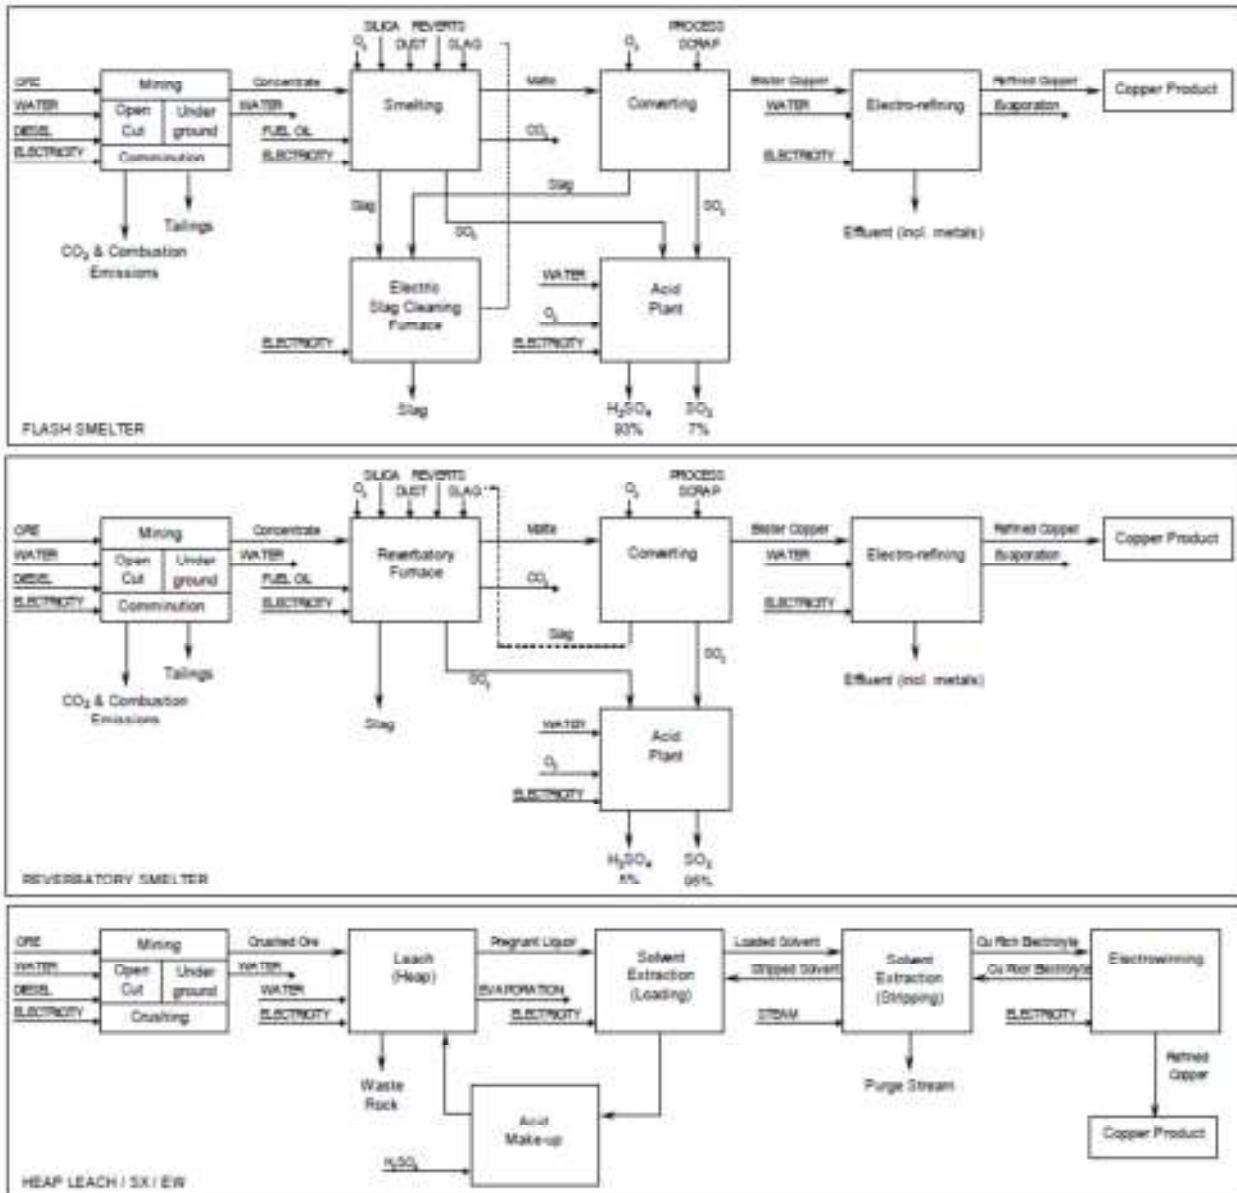 SILICA REVERTS
O2 DUST SLAG
O2
PROCESS
SCRAP
ORE
WATER
DIESEL
ELECTRICITY
Mining
Open
Cut
Under
ground
Comminution
Concentrate
WATER
FUEL OIL
ELECTRICITY
Smelting
Matte
CO2
Converting
Blister Copper
WATER
ELECTRICITY
Electro-refining
Refined Copper
Evaporation
Copper Product
Tailings
CO2 & Combustion
Emissions
Slag
SO2
Slag
SO2
Effluent (incl. metals)
Electric
Slag Cleaning
Furnace
ELECTRICITY
WATER
O2
ELECTRICITY
Acid
Plant
Slag
H2SO4
93%
SO2
7%
FLASH SMELTER
SILICA REVERTS
O2 DUST SLAG
O2
PROCESS
SCRAP
ORE
WATER
DIESEL
ELECTRICITY
Mining
Open
Cut
Under
ground
Comminution
Concentrate
WATER
FUEL OIL
ELECTRICITY
Reverbatory
Furnace
Matte
CO2
Converting
Blister Copper
WATER
ELECTRICITY
Electro-refining
Refined Copper
Evaporation
Copper Product
Tailings
CO2 & Combustion
Emissions
Slag
SO2
Slag
SO2
Effluent (incl. metals)
WATER
O2
ELECTRICITY
Acid
Plant
H2SO4
5%
SO2
95%
REVERBATORY SMELTER
ORE
WATER
DIESEL
ELECTRICITY
Mining
Open
Cut
Under
ground
Crushing
Crushed Ore
WATER
WATER
ELECTRICITY
Leach
(Heap)
Pregnant Liquor
EVAPORATION
ELECTRICITY
Solvent
Extraction
(Loading)
Loaded Solvent
Stripped Solvent
STEAM
Solvent
Extraction
(Stripping)
Cu Rich Electrolyte
Cu Poor Electrolyte
ELECTRICITY
Electrowinning
Waste
Rock
Purge Stream
Refined
Copper
Acid
Make-up
H2SO4
Copper Product
HEAP LEACH / SX / EW